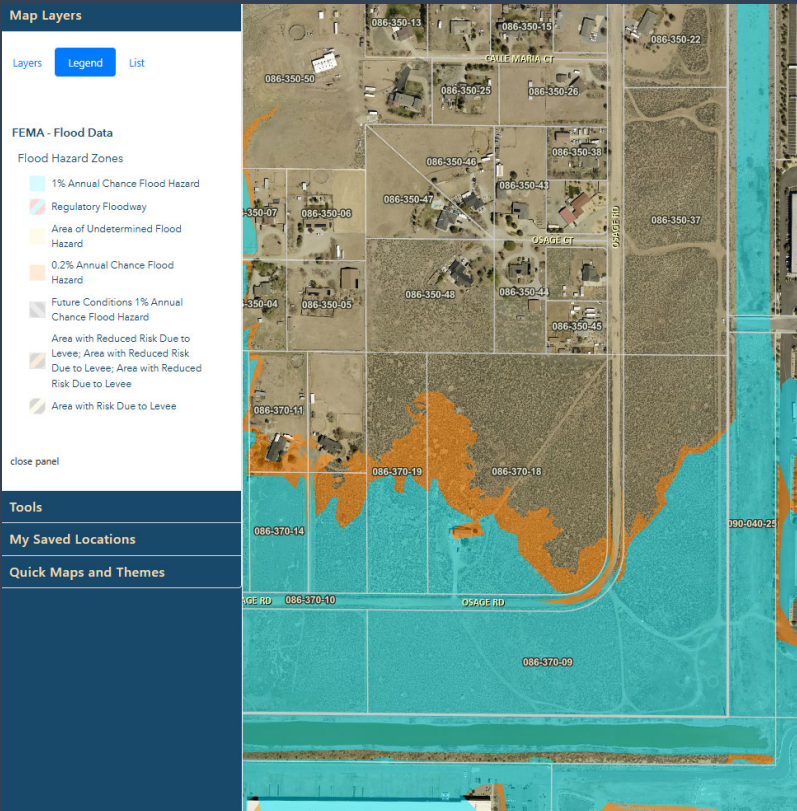 Map Layers
Layers
Legend
List
FEMA - Flood Data
Flood Hazard Zones
1% Annual Chance Flood Hazard
Regulatory Floodway
Area of Undetermined Flood
Hazard
0.2% Annual Chance Flood
Hazard
Future Conditions 1% Annual
Chance Flood Hazard
Area with Reduced Risk Due to
Levee; Area with Reduced Risk
Due to Levee; Area with Reduced
Risk Due to Levee
Area with Risk Due to Levee
close panel
Tools
My Saved Locations
Quick Maps and Themes
086-350-13
086-350-15
086-350-22
CALLE MARIA CT
086-350-50
086-350-25
086-350-26
086-350-38
086-350-46
086-350-43
086-350-47
-350-07
086-350-06
086-350-37
OSAGE RD
OSAGE CT
086-350-48
086-350-44
-350-04
086-350-05
086-350-45
086-370-11
086-370-19
086-370-18
086-370-14
090-040-25
AGE RD
086-370-10
OSAGE RD
086-370-09